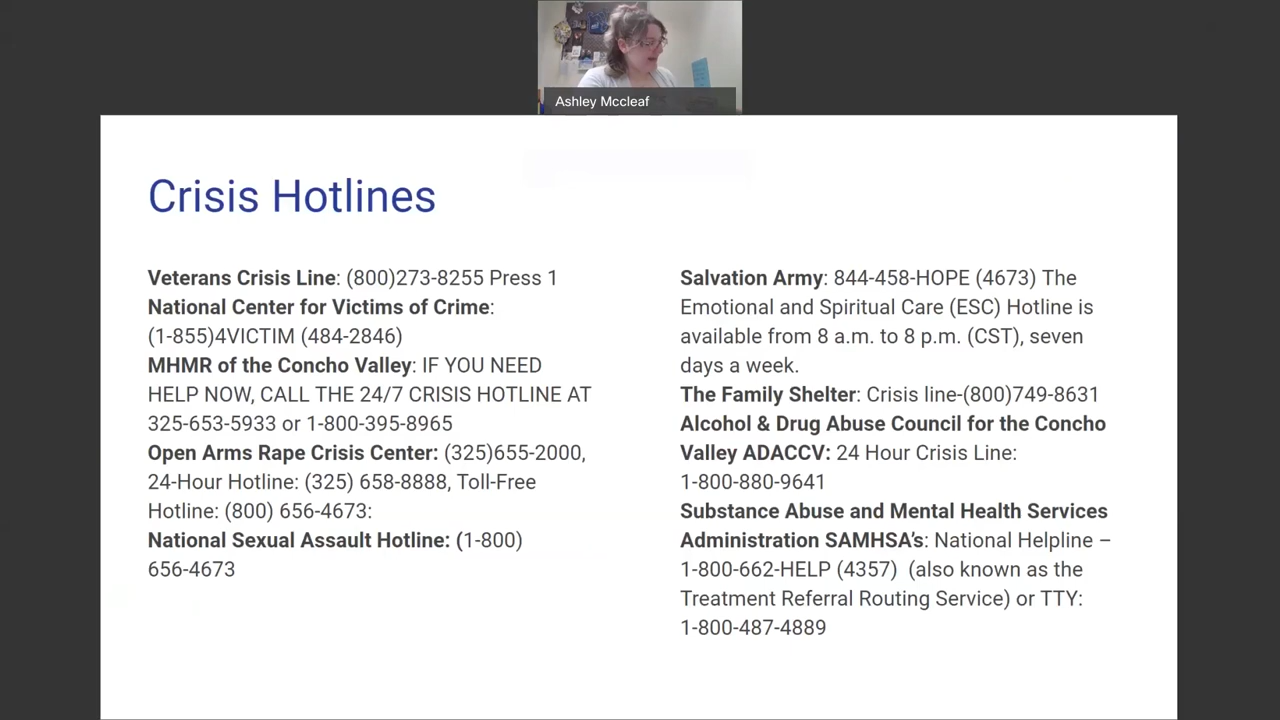 Ashley Mccleaf
Crisis Hotlines
Veterans Crisis Line: (800)273-8255 Press 1
National Center for Victims of Crime:
(1-855)4VICTIM (484-2846)
MHMR of the Concho Valley: IF YOU NEED
HELP NOW, CALL THE 24/7 CRISIS HOTLINE AT
325-653-5933 or 1-800-395-8965
Open Arms Rape Crisis Center: (325)655-2000,
24-Hour Hotline: (325) 658-8888, Toll-Free
Hotline: (800) 656-4673:
National Sexual Assault Hotline: (1-800)
656-4673
Salvation Army: 844-458-HOPE (4673) The
Emotional and Spiritual Care (ESC) Hotline is
available from 8 a.m. to 8 p.m. (CST), seven
days a week.
The Family Shelter: Crisis line-(800)749-8631
Alcohol & Drug Abuse Council for the Concho
Valley ADACCV: 24 Hour Crisis Line:
1-800-880-9641
Substance Abuse and Mental Health Services
Administration SAMHSA’s: National Helpline –
1-800-662-HELP (4357)  (also known as the
Treatment Referral Routing Service) or TTY:
1-800-487-4889